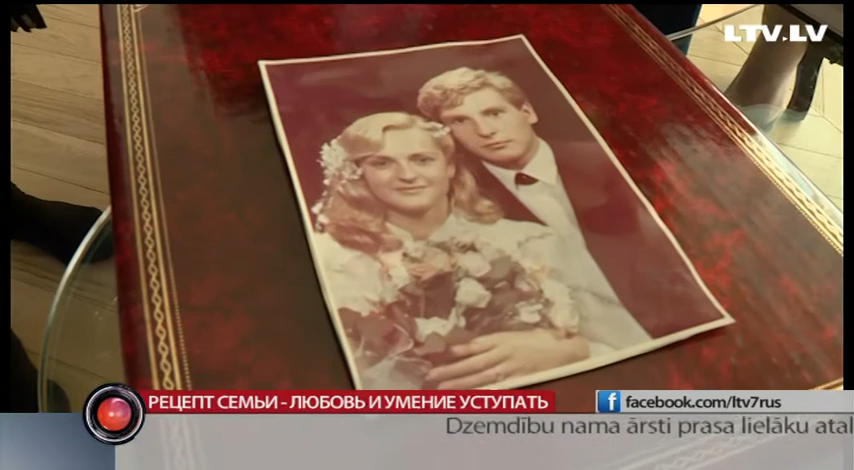 LTV.LV
РЕЦЕПТ СЕМЬИ - ЛЮБОВЬ И УМЕНИЕ УСТУПАТЬ
f facebook.com/ltv7rus
Dzemdību nama ārsti prasa lielāku atal